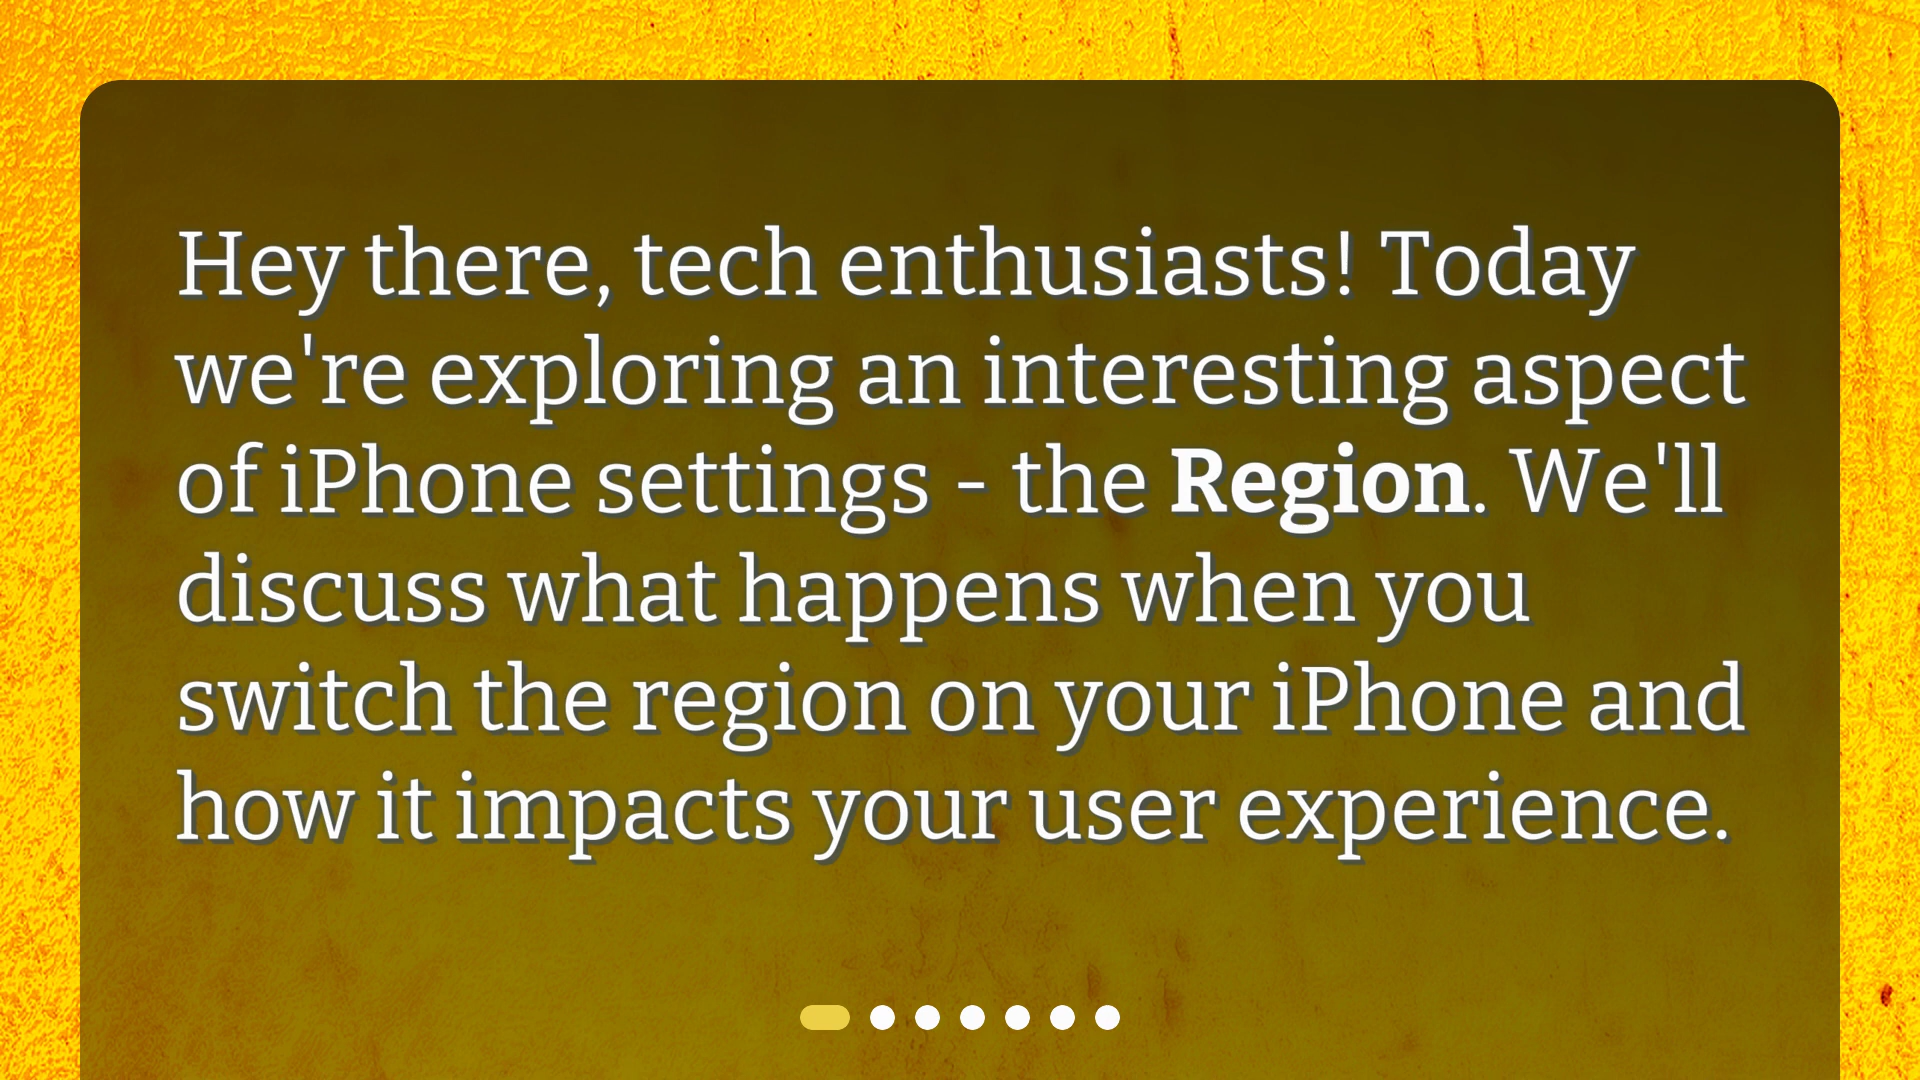 Hey there, tech enthusiasts! Today
we're exploring an interesting aspect
of iPhone settings - the Region. We'll
discuss what happens when you
switch the region on your iPhone and
how it impacts your user experience.